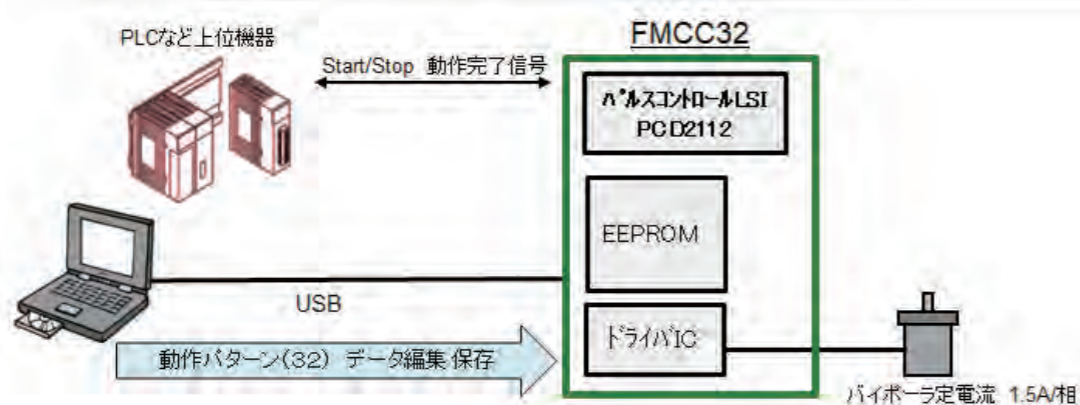 PLCなど上位機器
FMCC32
Start/Stop 動作完了信号
パルスコントロールLSI
PCD2112
EEPROM
USB
ドライバIC
動作パターン(32) データ編集 保存
バイポーラ定電流 1.5A/相